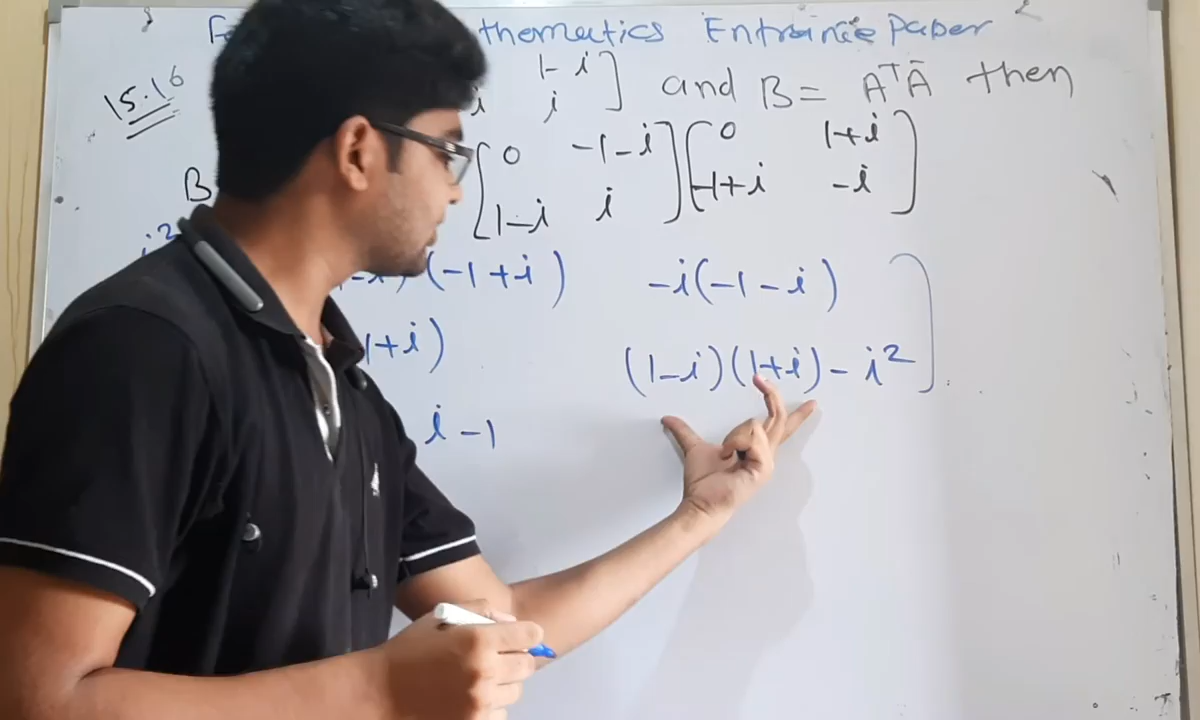 thematics Entrance Paper
15.16 1-i ] and B= AᵀĀ then
i i
B [ 0 -1-i ] [ 0 1+i ]
1-i i -1+i -i
i² (-1+i) -i(-1-i) ]
1+i) (1-i)(1+i)-i²
i-1